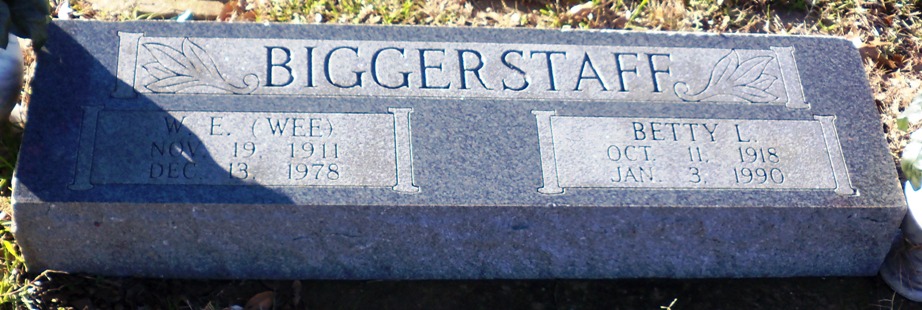 BIGGERSTAFF
W. E. (WEE)
NOV. 19, 1911
DEC. 13, 1978
BETTY L.
OCT. 11, 1918
JAN. 3, 1990